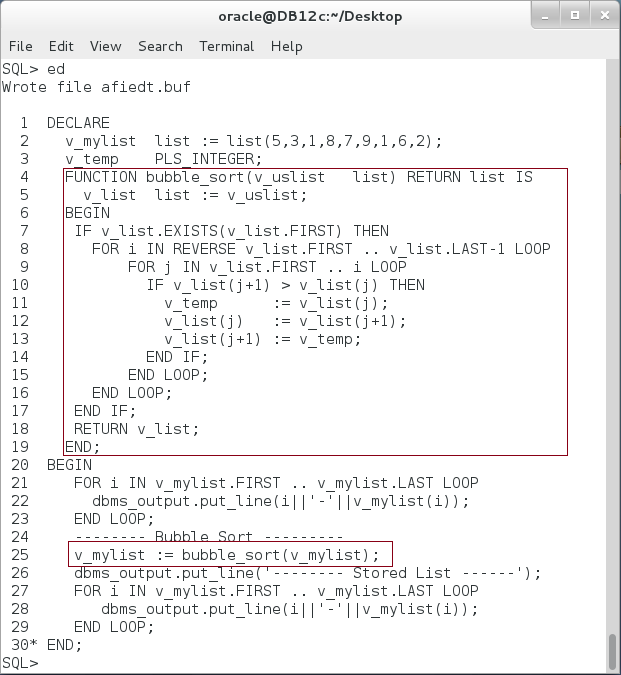 oracle@DB12c:~/Desktop
File Edit View Search Terminal Help
SQL> ed
Wrote file afiedt.buf
1 DECLARE
2 v_mylist list := list(5,3,1,8,7,9,1,6,2);
3 v_temp PLS_INTEGER;
4 FUNCTION bubble_sort(v_uslist list) RETURN list IS
5 v_list list := v_uslist;
6 BEGIN
7 IF v_list.EXISTS(v_list.FIRST) THEN
8 FOR i IN REVERSE v_list.FIRST .. v_list.LAST-1 LOOP
9 FOR j IN v_list.FIRST .. i LOOP
10 IF v_list(j+1) > v_list(j) THEN
11 v_temp := v_list(j);
12 v_list(j) := v_list(j+1);
13 v_list(j+1) := v_temp;
14 END IF;
15 END LOOP;
16 END LOOP;
17 END IF;
18 RETURN v_list;
19 END;
20 BEGIN
21 FOR i IN v_mylist.FIRST .. v_mylist.LAST LOOP
22 dbms_output.put_line(i||'-'||v_mylist(i));
23 END LOOP;
24 -------- Bubble Sort ---------
25 v_mylist := bubble_sort(v_mylist);
26 dbms_output.put_line('-------- Stored List ------');
27 FOR i IN v_mylist.FIRST .. v_mylist.LAST LOOP
28 dbms_output.put_line(i||'-'||v_mylist(i));
29 END LOOP;
30* END;
SQL>